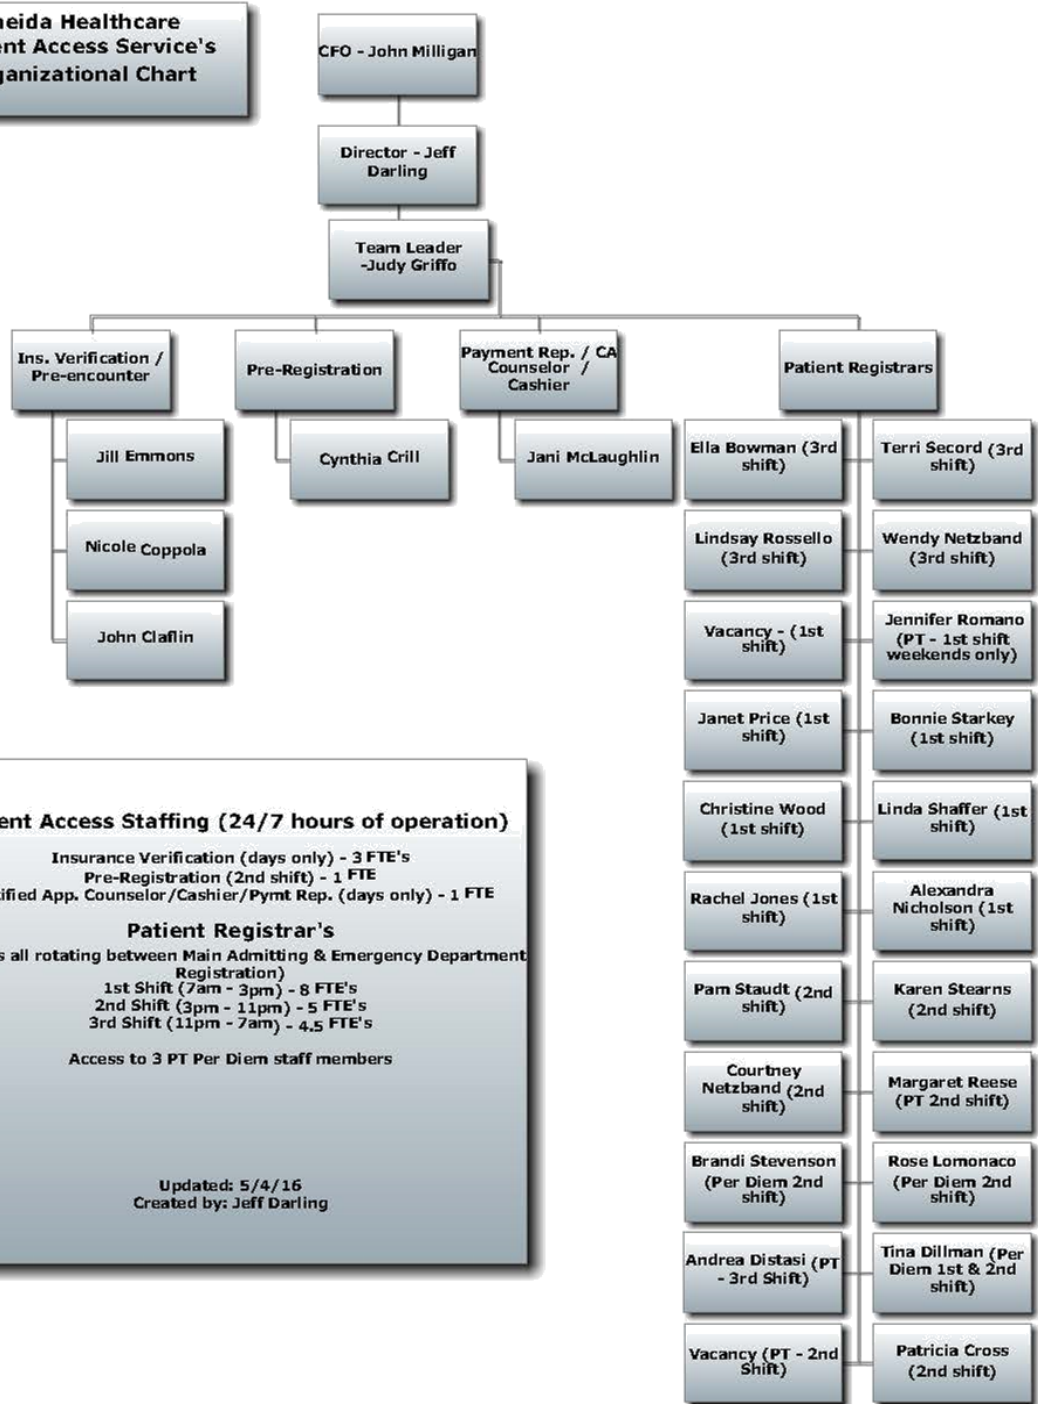 neida Healthcare
ent Access Service's
ganizational Chart
CFO - John Milligan
Director - Jeff
Darling
Team Leader
-Judy Griffo
Ins. Verification /
Pre-encounter
Pre-Registration
Payment Rep. / CA
Counselor /
Cashier
Patient Registrars
Jill Emmons
Nicole Coppola
John Claflin
Cynthia Crill
Jani McLaughlin
Ella Bowman (3rd
shift)
Terri Secord (3rd
shift)
Lindsay Rossello
(3rd shift)
Wendy Netzband
(3rd shift)
Vacancy - (1st
shift)
Jennifer Romano
(PT - 1st shift
weekends only)
Janet Price (1st
shift)
Bonnie Starkey
(1st shift)
Christine Wood
(1st shift)
Linda Shaffer (1st
shift)
Rachel Jones (1st
shift)
Alexandra
Nicholson (1st
shift)
Pam Staudt (2nd
shift)
Karen Stearns
(2nd shift)
Courtney
Netzband (2nd
shift)
Margaret Reese
(PT 2nd shift)
Brandi Stevenson
(Per Diem 2nd
shift)
Rose Lomonaco
(Per Diem 2nd
shift)
Andrea Distasi (PT
- 3rd Shift)
Tina Dillman (Per
Diem 1st & 2nd
shift)
Vacancy (PT - 2nd
Shift)
Patricia Cross
(2nd shift)
ent Access Staffing (24/7 hours of operation)
Insurance Verification (days only) - 3 FTE's
Pre-Registration (2nd shift) - 1 FTE
ified App. Counselor/Cashier/Pymt Rep. (days only) - 1 FTE
Patient Registrar's
s all rotating between Main Admitting & Emergency Department
Registration)
1st Shift (7am - 3pm) - 8 FTE's
2nd Shift (3pm - 11pm) - 5 FTE's
3rd Shift (11pm - 7am) - 4.5 FTE's
Access to 3 PT Per Diem staff members
Updated: 5/4/16
Created by: Jeff Darling